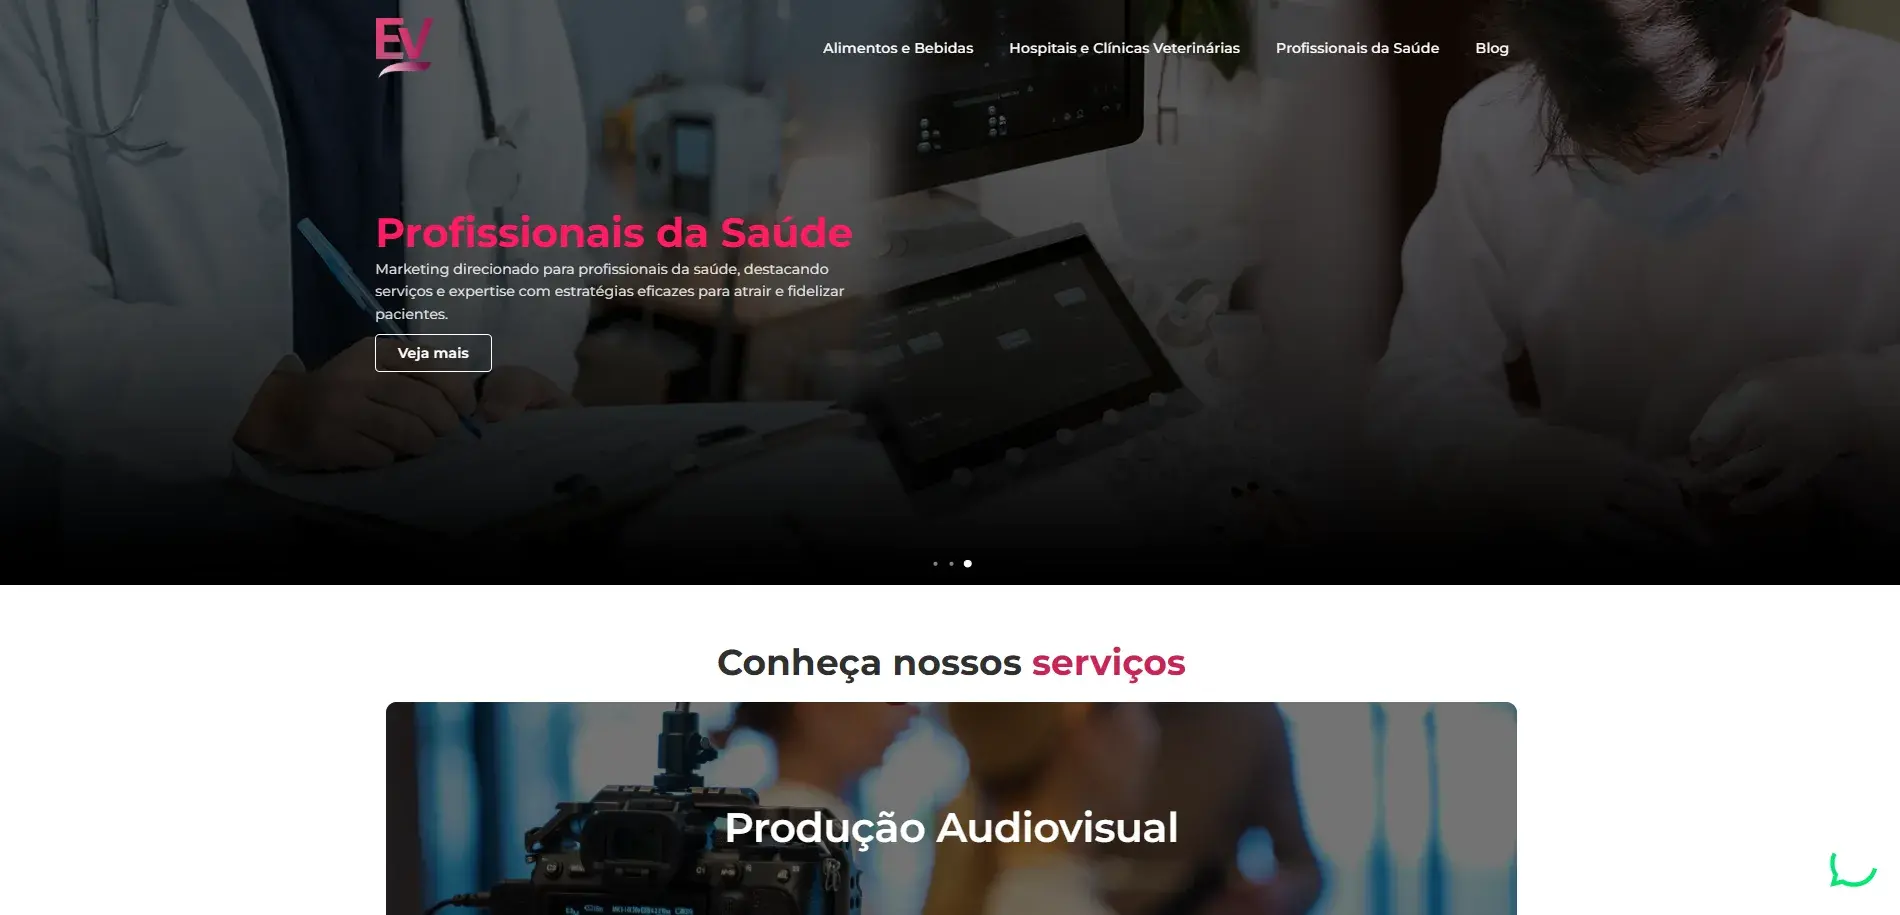 EV
Alimentos e Bebidas
Hospitais e Clínicas Veterinárias
Profissionais da Saúde
Blog
Profissionais da Saúde
Marketing direcionado para profissionais da saúde, destacando
serviços e expertise com estratégias eficazes para atrair e fidelizar
pacientes.
Veja mais
Conheça nossos serviços
Produção Audiovisual